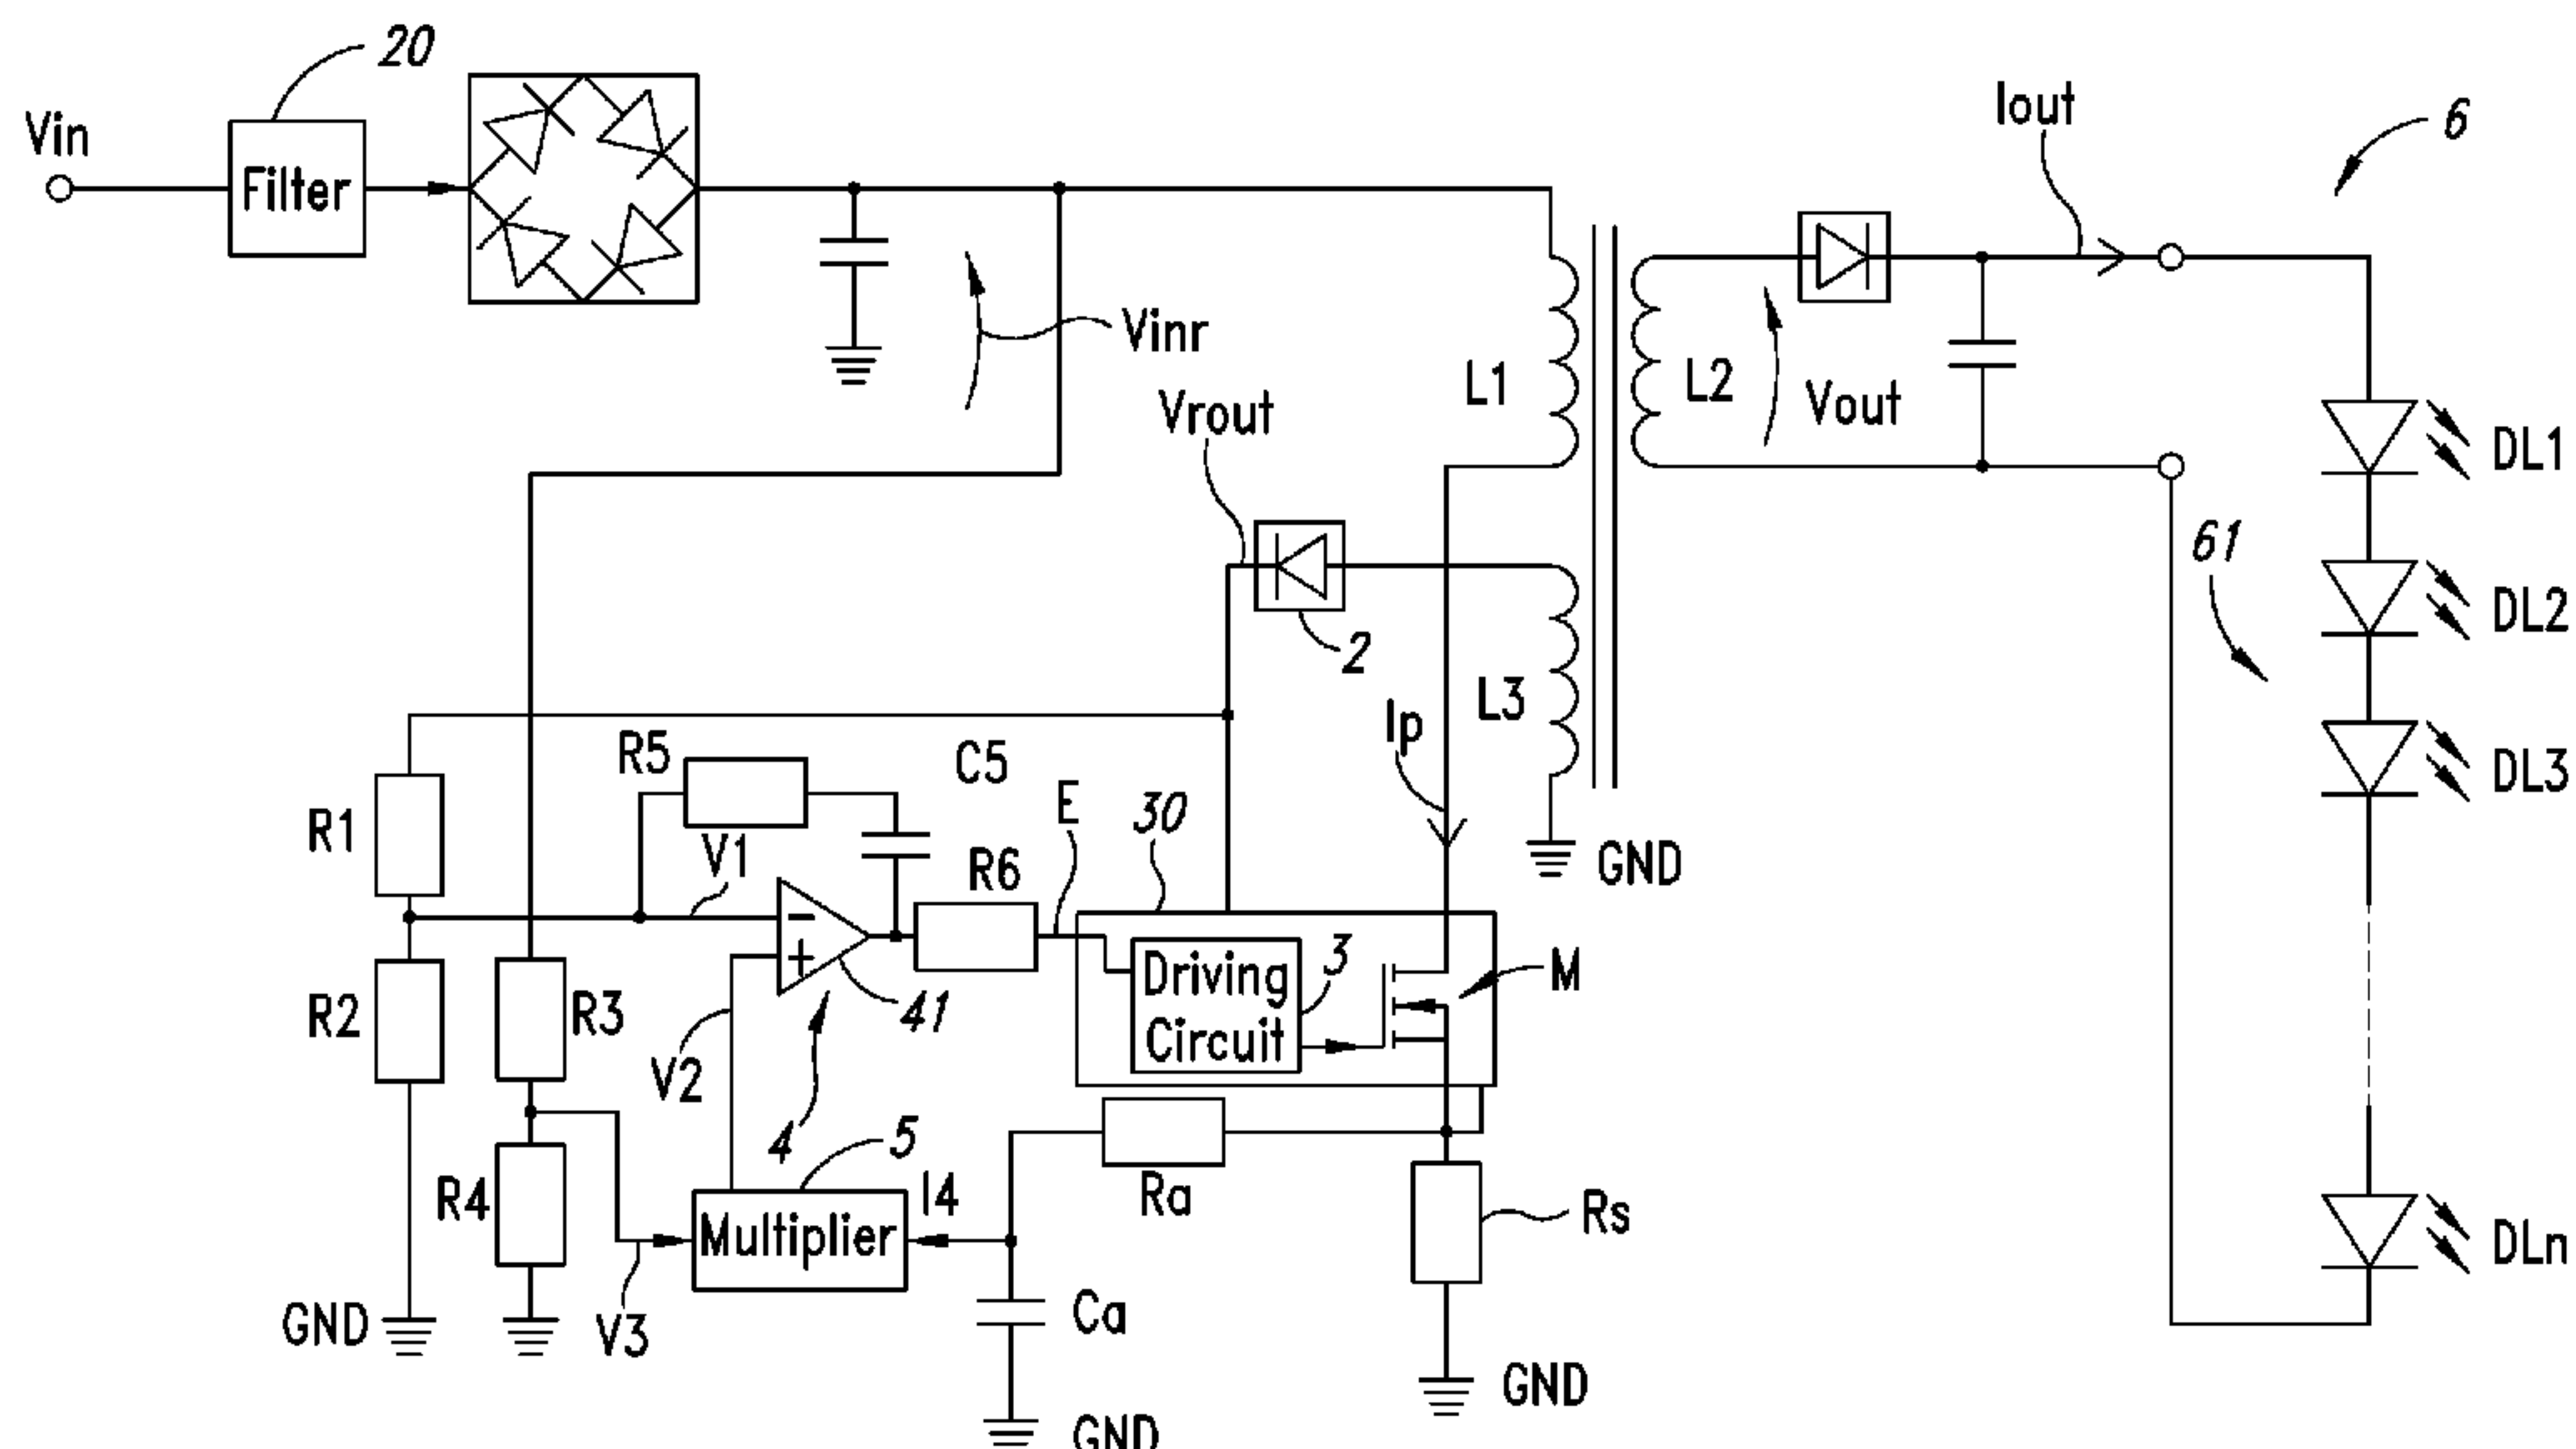 20
Vin
Filter
Iout
6
Vinr
L1
L2
Vout
Vrout
DL1
61
2
DL2
L3
Ip
R5
C5
DL3
E
30
R1
V1
R6
GND
Driving
Circuit
3
M
R2
R3
41
V2
4
5
I4
Ra
R4
Multiplier
Rs
DLn
Ca
GND
V3
GND
GND